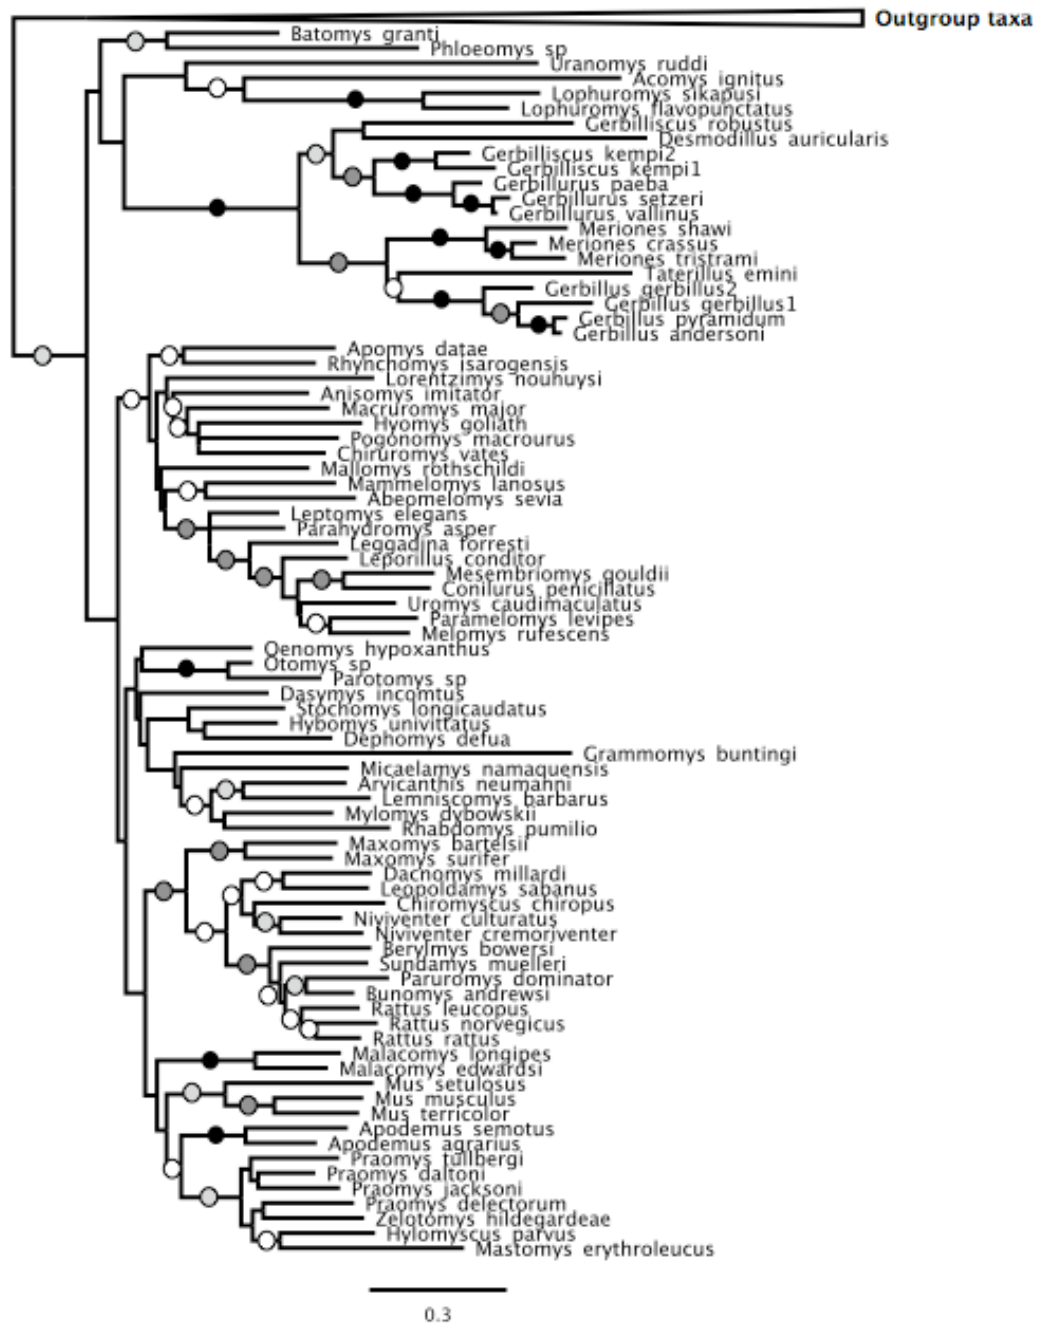 Outgroup taxa
Batomys granti
Phloeomys sp
Uranomys ruddi
Acomys ignitus
Lophuromys sikapusi
Lophuromys flavopunctatus
Gerbilliscus robustus
Desmodillus auricularis
Gerbilliscus kempi2
Gerbilliscus kempi1
Gerbillurus paeba
Gerbillurus setzeri
Gerbillurus vallinus
Meriones shawi
Meriones crassus
Meriones tristrami
Taterillus emini
Gerbillus gerbillus2
Gerbillus gerbillus1
Gerbillus pyramidum
Gerbillus andersoni
Apomys datae
Rhynchomys isarogensis
Lorentzimys nouhuysi
Anisomys imitator
Macruromys major
Hyomys goliath
Pogonomys macrourus
Chiruromys vates
Mallomys rothschildi
Mammelomys lanosus
Abeomelomys sevia
Leptomys elegans
Parahydromys asper
Leggadina forresti
Leporillus conditor
Mesembriomys gouldii
Conilurus penicillatus
Uromys caudimaculatus
Paramelomys levipes
Melomys rufescens
Oenomys hypoxanthus
Otomys sp
Parotomys sp
Dasymys incomtus
Stochomys longicaudatus
Hybomys univittatus
Dephomys defua
Grammomys buntingi
Micaelamys namaquensis
Arvicanthis neumanni
Lemniscomys barbarus
Mylomys dybowskii
Rhabdomys pumilio
Maxomys bartelsii
Maxomys surifer
Dacnomys millardi
Leopoldamys sabanus
Chiromyscus chiropus
Niviventer culturatus
Niviventer cremoriventer
Berylmys bowersi
Sundamys muelleri
Paruromys dominator
Bunomys andrewsi
Rattus leucopus
Rattus norvegicus
Rattus rattus
Malacomys longipes
Malacomys edwardsi
Mus setulosus
Mus musculus
Mus terricolor
Apodemus semotus
Apodemus agrarius
Praomys tullbergi
Praomys daltoni
Praomys jacksoni
Praomys delectorum
Zelotomys hildegardeae
Hylomyscus parvus
Mastomys erythroleucus
0.3